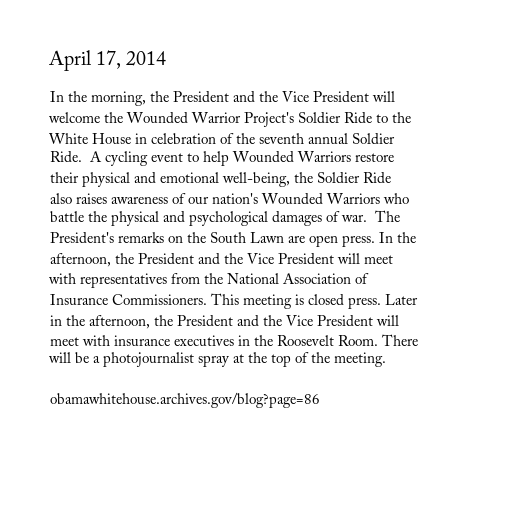 April 17, 2014
In the morning, the President and the Vice President will
welcome the Wounded Warrior Project's Soldier Ride to the
White House in celebration of the seventh annual Soldier
Ride.  A cycling event to help Wounded Warriors restore
their physical and emotional well-being, the Soldier Ride
also raises awareness of our nation's Wounded Warriors who
battle the physical and psychological damages of war.  The
President's remarks on the South Lawn are open press. In the
afternoon, the President and the Vice President will meet
with representatives from the National Association of
Insurance Commissioners. This meeting is closed press. Later
in the afternoon, the President and the Vice President will
meet with insurance executives in the Roosevelt Room. There
will be a photojournalist spray at the top of the meeting.
obamawhitehouse.archives.gov/blog?page=86